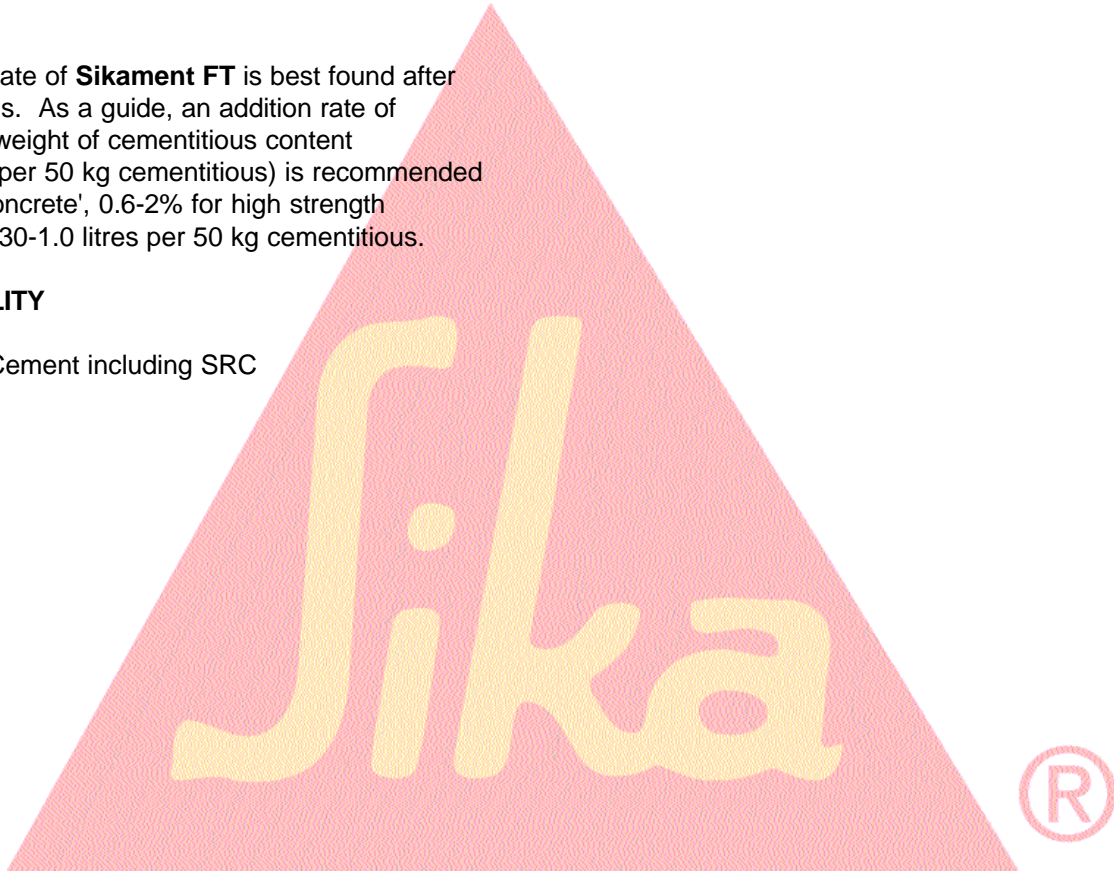 ate of Sikament FT is best found after
s. As a guide, an addition rate of
weight of cementitious content
per 50 kg cementitious) is recommended
oncrete', 0.6-2% for high strength
30-1.0 litres per 50 kg cementitious.
LITY
Cement including SRC
Sika
®